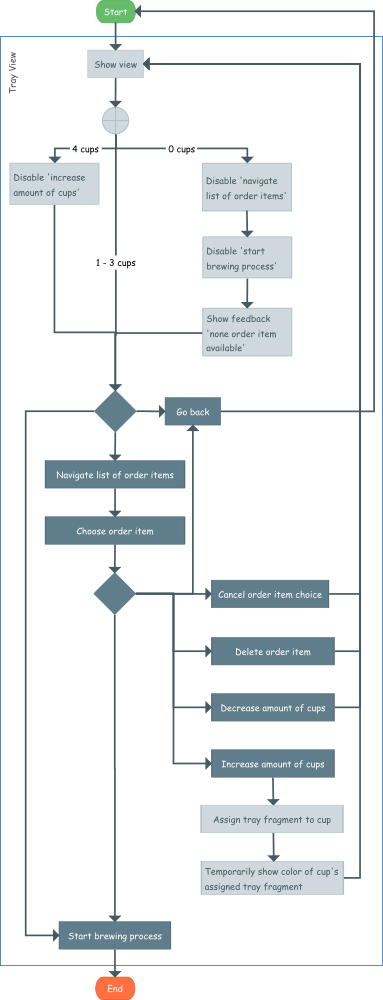 Start
Tray View
Show view
4 cups
0 cups
Disable 'increase
amount of cups'
Disable 'navigate
list of order items'
Disable 'start
brewing process'
1 - 3 cups
Show feedback
'none order item
available'
Go back
Navigate list of order items
Choose order item
Cancel order item choice
Delete order item
Decrease amount of cups
Increase amount of cups
Assign tray fragment to cup
Temporarily show color of cup's
assigned tray fragment
Start brewing process
End